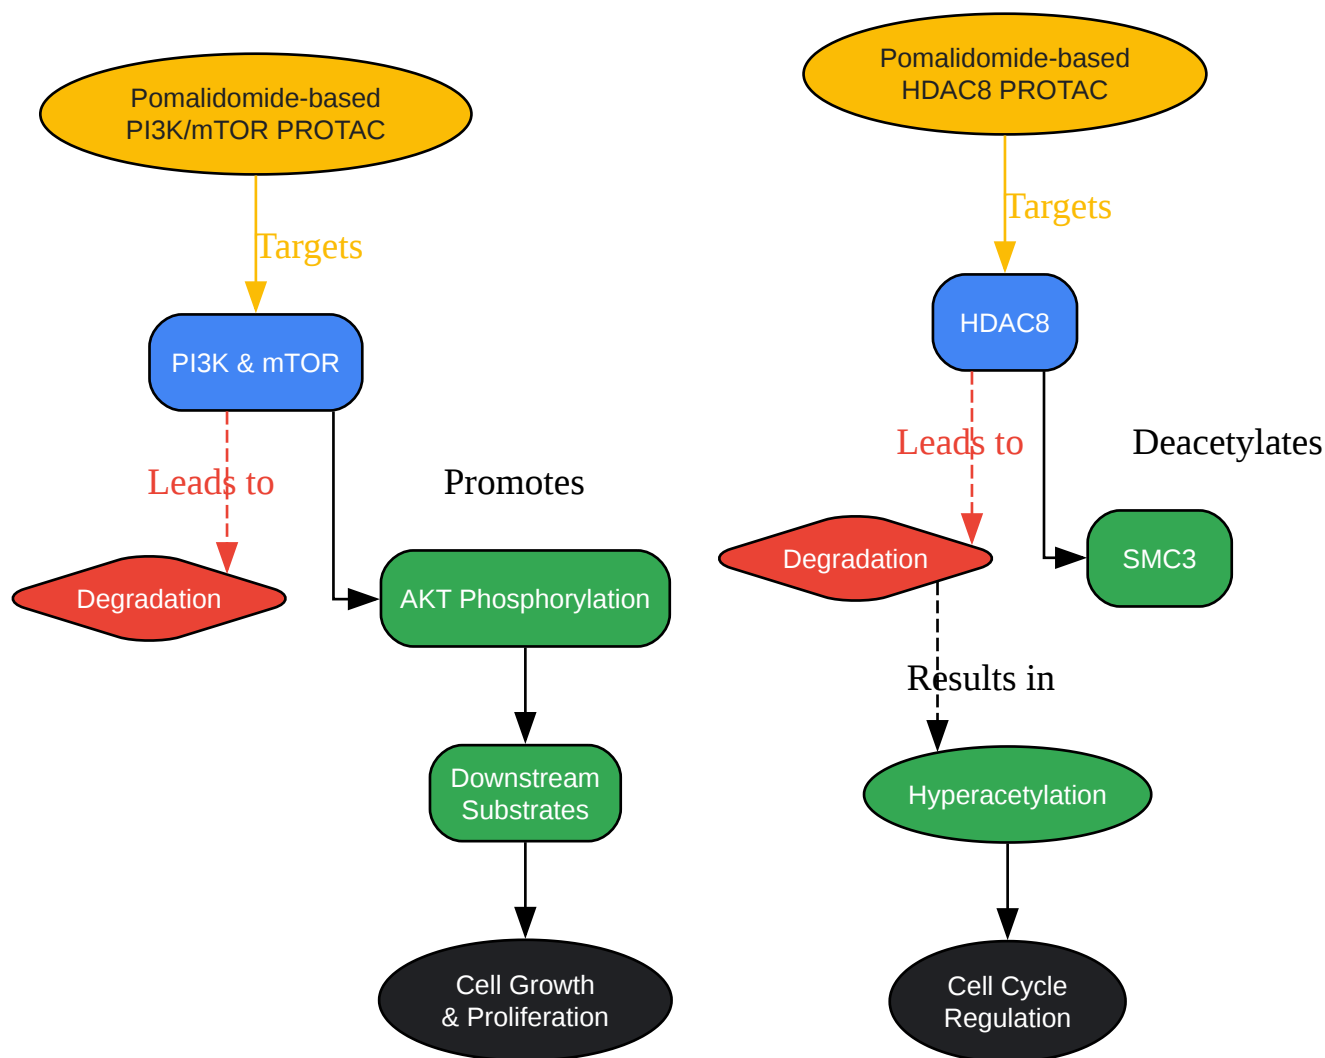 Pomalidomide-based
PI3K/mTOR PROTAC
Targets
PI3K & mTOR
Leads to
Promotes
Degradation
AKT Phosphorylation
Downstream
Substrates
Cell Growth
& Proliferation
Pomalidomide-based
HDAC8 PROTAC
Targets
HDAC8
Leads to
Deacetylates
Degradation
SMC3
Results in
Hyperacetylation
Cell Cycle
Regulation